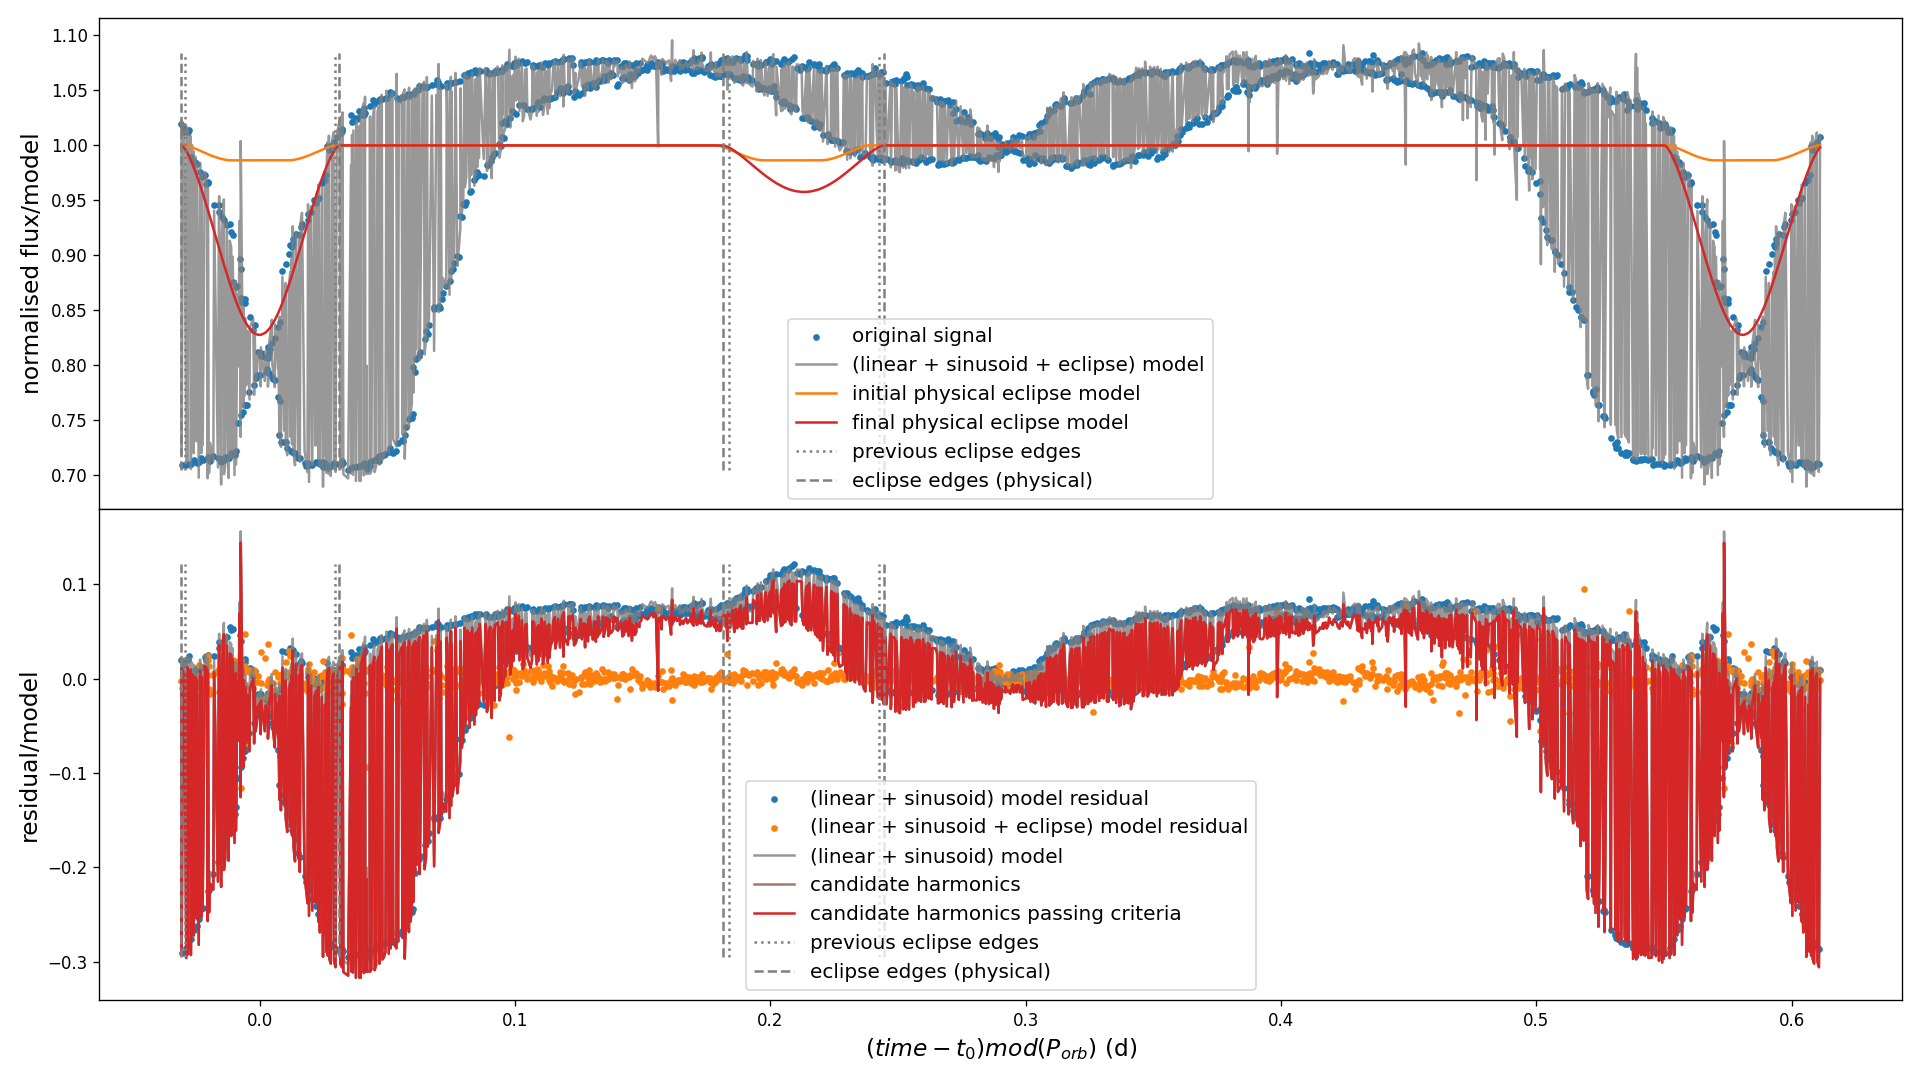 normalised flux/model
1.10
1.05
1.00
0.95
0.90
0.85
0.80
0.75
0.70
original signal
(linear + sinusoid + eclipse) model
initial physical eclipse model
final physical eclipse model
previous eclipse edges
eclipse edges (physical)
residual/model
0.1
0.0
−0.1
−0.2
−0.3
(linear + sinusoid) model residual
(linear + sinusoid + eclipse) model residual
(linear + sinusoid) model
candidate harmonics
candidate harmonics passing criteria
previous eclipse edges
eclipse edges (physical)
0.0 0.1 0.2 0.3 0.4 0.5 0.6
(time − t₀)mod(P_orb) (d)